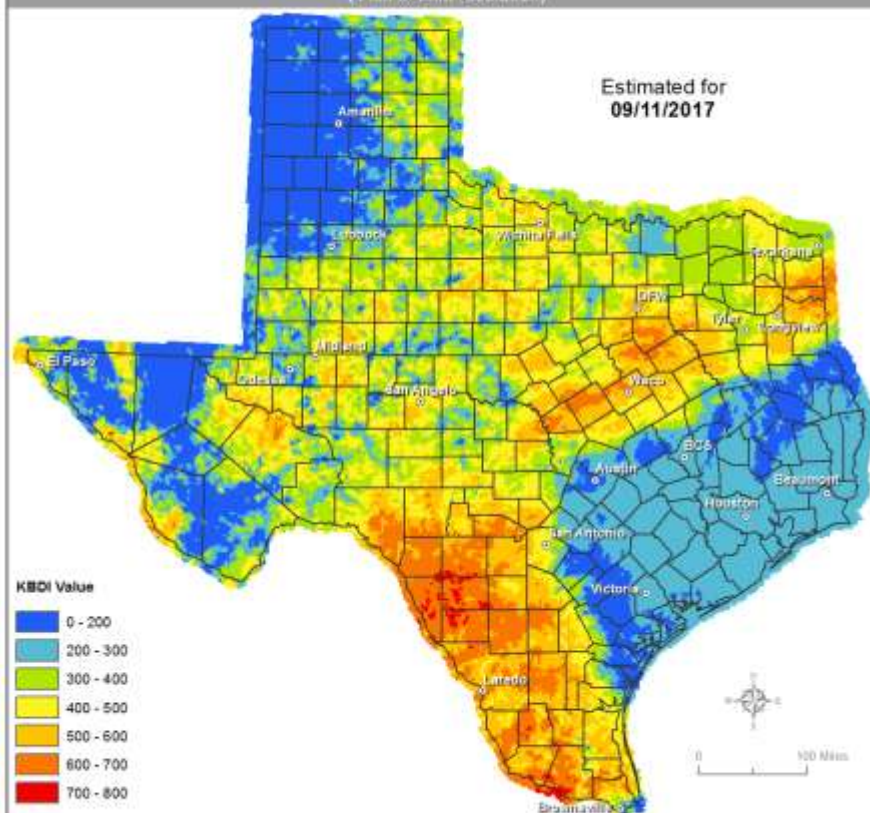 Estimated for
09/11/2017
Amarillo
Lubbock
Wichita Falls
Texarkana
DFW
Tyler
Longview
El Paso
Midland
Odessa
San Angelo
Waco
BCS
Austin
Beaumont
Houston
San Antonio
Victoria
KBDI Value
0 - 200
200 - 300
300 - 400
400 - 500
500 - 600
600 - 700
700 - 800
Laredo
0 100 Miles
Brownsville